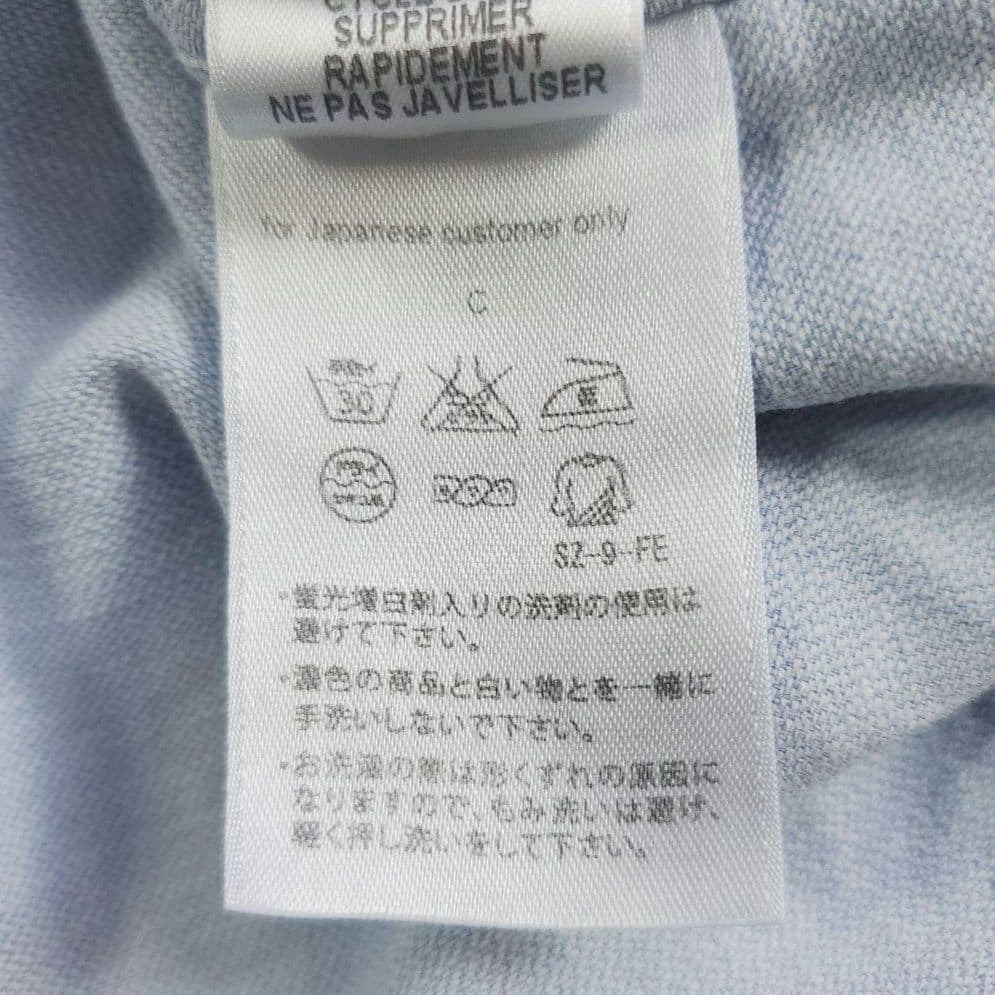 SUPPRIMER
RAPIDEMENT
NE PAS JAVELLISER
for Japanese customer only
C
30
SZ-9-FE
・蛍光増白剤入りの洗剤の使用は
避けて下さい。
・濃色の商品と白い物とを一緒に
手洗いしないで下さい。
・お洗濯の際は形くずれの原因に
なりますので、もみ洗いは避け、
軽く押し洗いをして下さい。